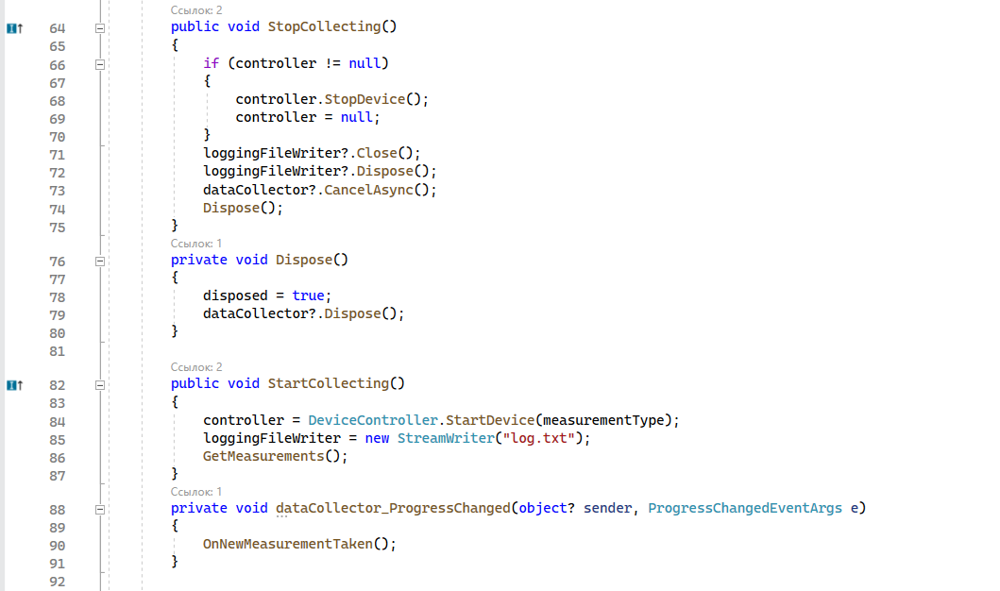 Ссылок: 2
64 public void StopCollecting()
65 {
66 if (controller != null)
67 {
68 controller.StopDevice();
69 controller = null;
70 }
71 loggingFileWriter?.Close();
72 loggingFileWriter?.Dispose();
73 dataCollector?.CancelAsync();
74 Dispose();
75 }
Ссылок: 1
76 private void Dispose()
77 {
78 disposed = true;
79 dataCollector?.Dispose();
80 }
81
Ссылок: 2
82 public void StartCollecting()
83 {
84 controller = DeviceController.StartDevice(measurementType);
85 loggingFileWriter = new StreamWriter("log.txt");
86 GetMeasurements();
87 }
Ссылок: 1
88 private void dataCollector_ProgressChanged(object? sender, ProgressChangedEventArgs e)
89 {
90 OnNewMeasurementTaken();
91 }
92